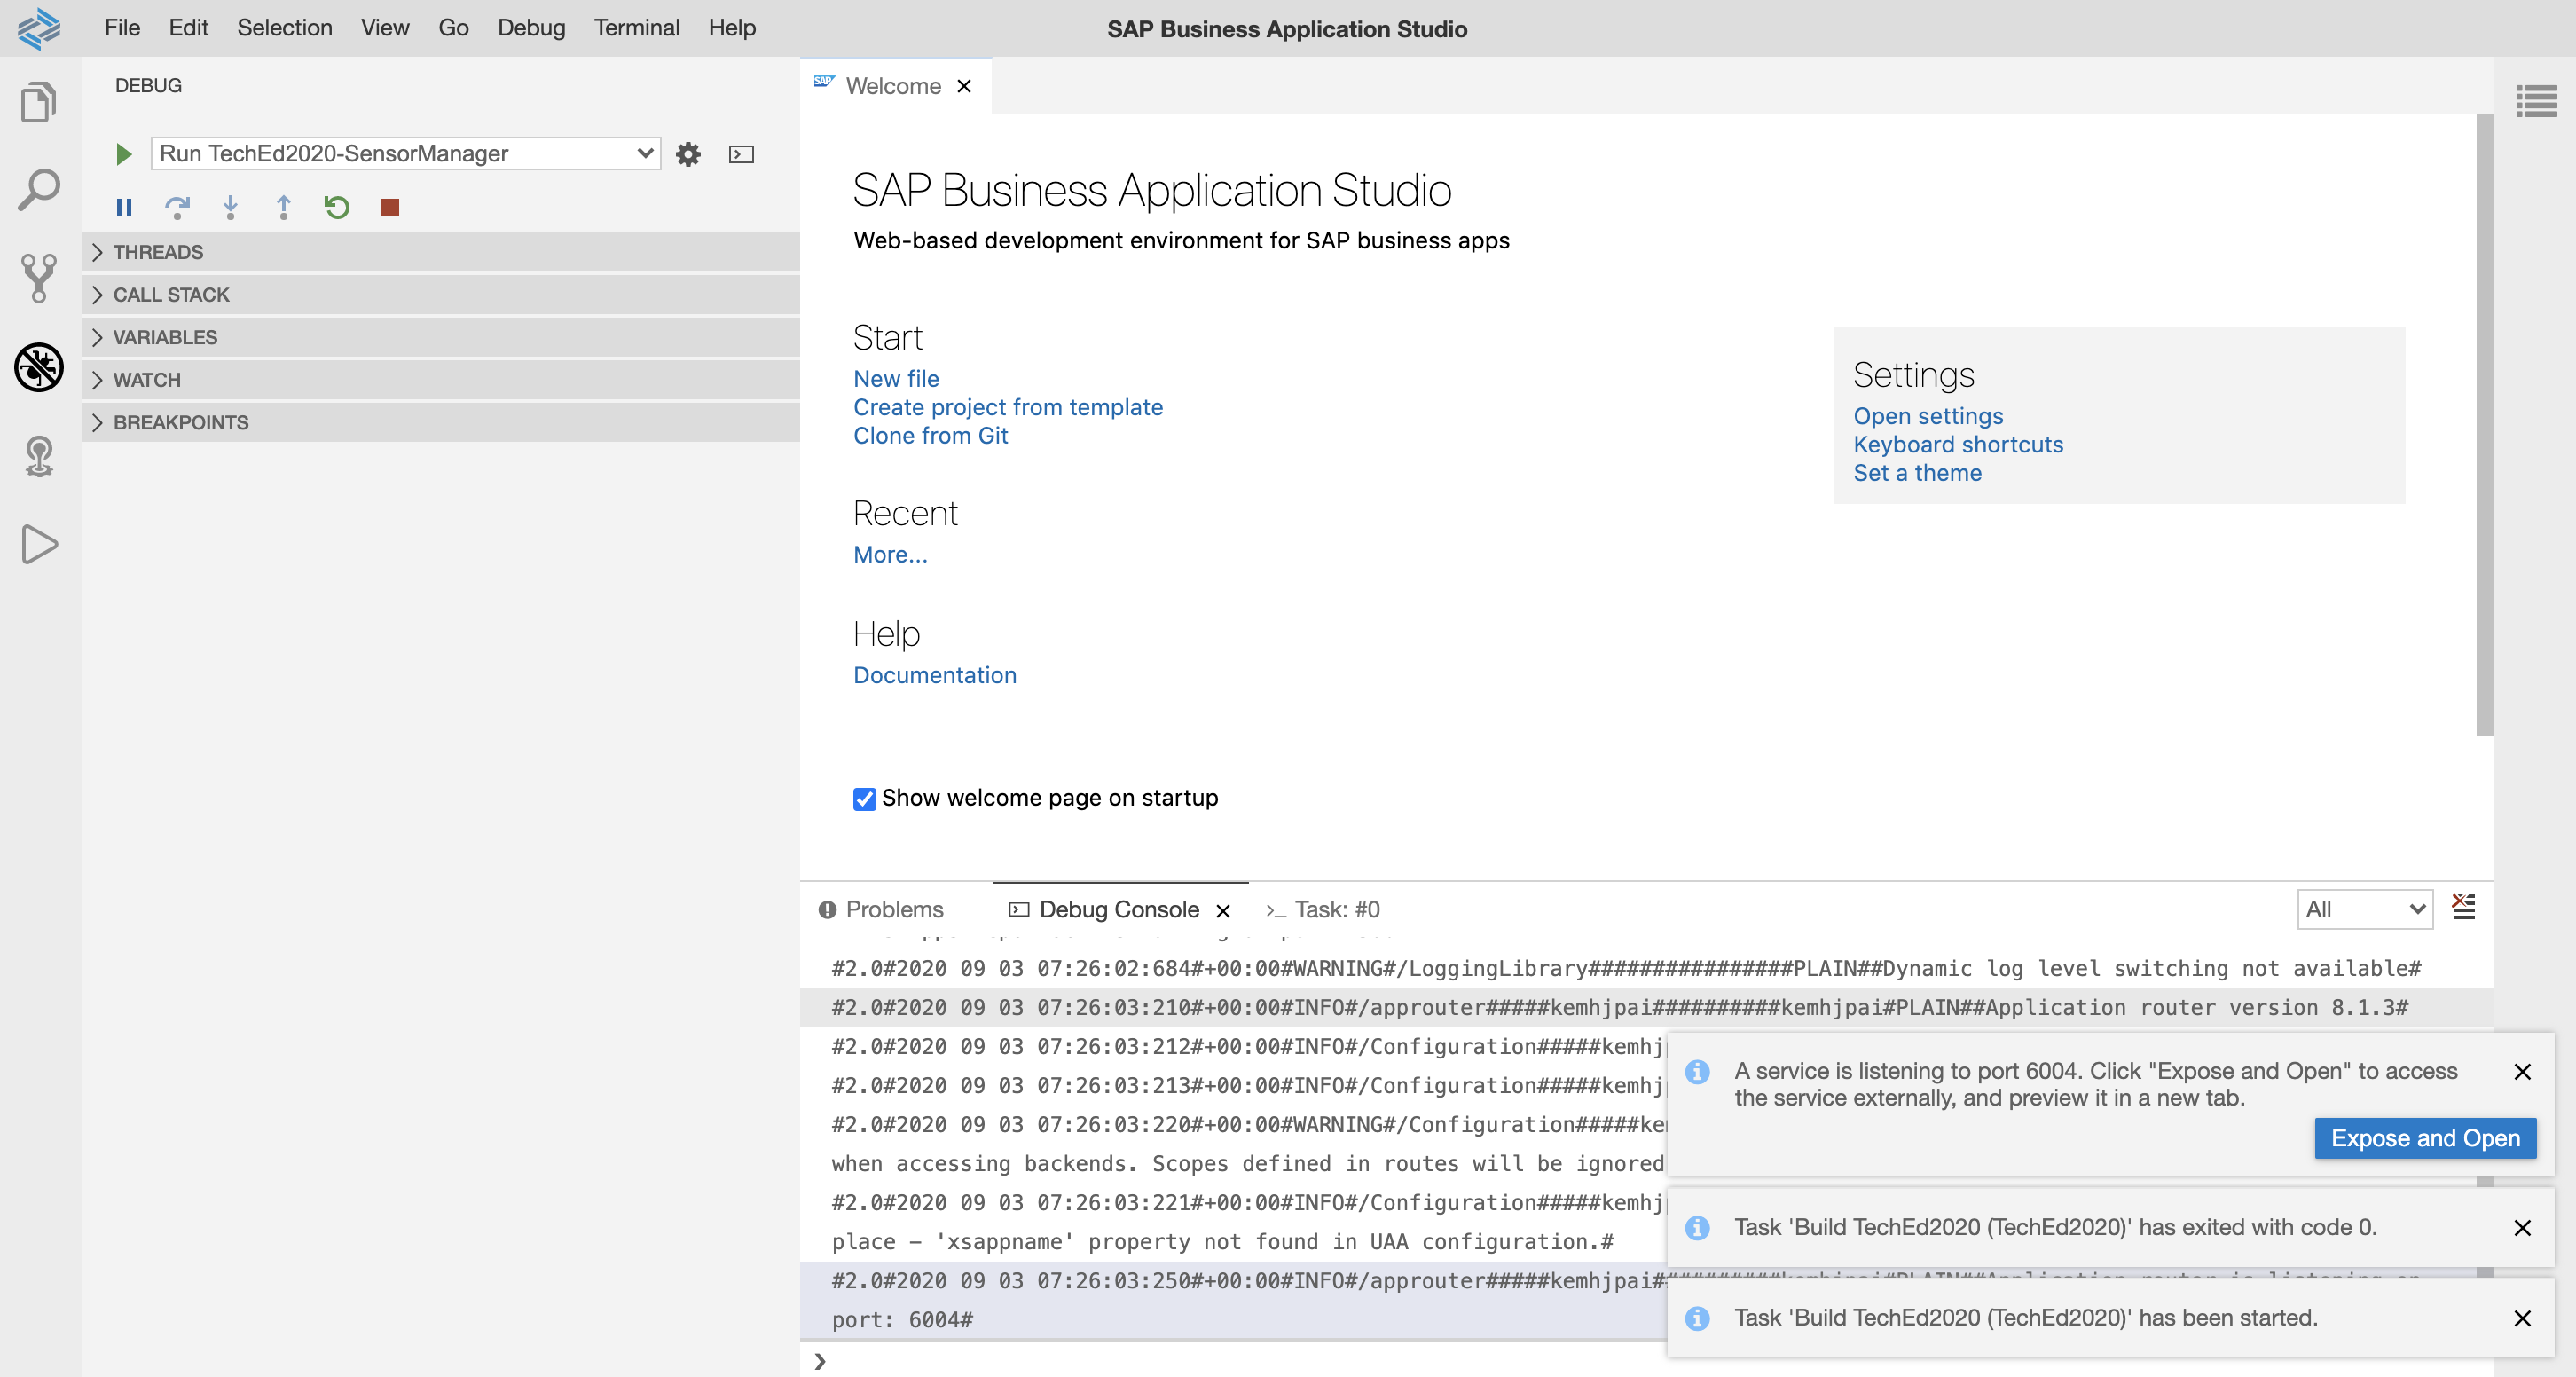 File Edit Selection View Go Debug Terminal Help
SAP Business Application Studio
DEBUG
Run TechEd2020-SensorManager
THREADS
CALL STACK
VARIABLES
WATCH
BREAKPOINTS
SAP Welcome
SAP Business Application Studio
Web-based development environment for SAP business apps
Start
New file
Create project from template
Clone from Git
Recent
More...
Help
Documentation
Settings
Open settings
Keyboard shortcuts
Set a theme
Show welcome page on startup
Problems
Debug Console
Task: #0
All
#2.0#2020 09 03 07:26:02:684#+00:00#WARNING#/LoggingLibrary################PLAIN##Dynamic log level switching not available#
#2.0#2020 09 03 07:26:03:210#+00:00#INFO#/approuter#####kemhjpai##########kemhjpai#PLAIN##Application router version 8.1.3#
#2.0#2020 09 03 07:26:03:212#+00:00#INFO#/Configuration#####kemhj
#2.0#2020 09 03 07:26:03:213#+00:00#INFO#/Configuration#####kemhj
#2.0#2020 09 03 07:26:03:220#+00:00#WARNING#/Configuration#####ke
when accessing backends. Scopes defined in routes will be ignored
#2.0#2020 09 03 07:26:03:221#+00:00#INFO#/Configuration#####kemhj
place – 'xsappname' property not found in UAA configuration.#
#2.0#2020 09 03 07:26:03:250#+00:00#INFO#/approuter#####kemhjpai#
port: 6004#
A service is listening to port 6004. Click "Expose and Open" to access
the service externally, and preview it in a new tab.
Expose and Open
Task 'Build TechEd2020 (TechEd2020)' has exited with code 0.
Task 'Build TechEd2020 (TechEd2020)' has been started.